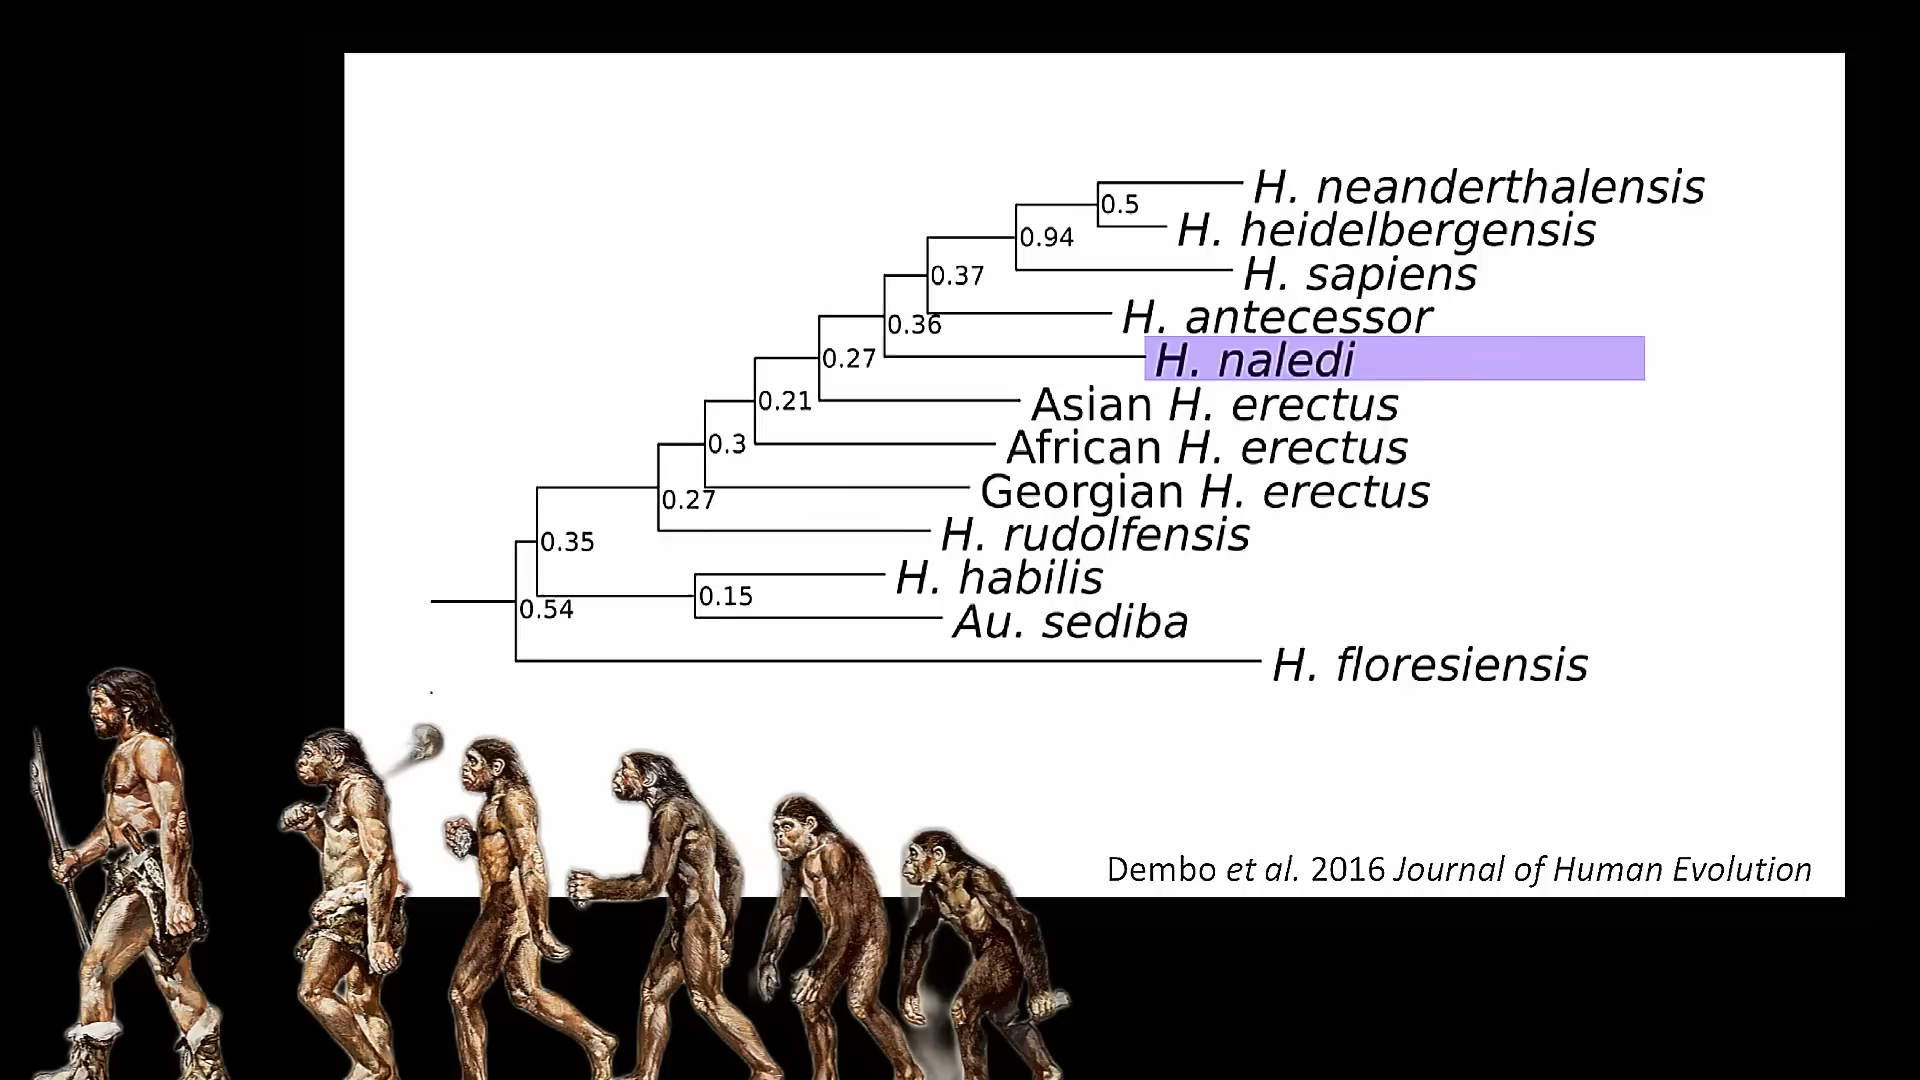 H. neanderthalensis
0.5
H. heidelbergensis
0.94
H. sapiens
0.37
H. antecessor
0.36
H. naledi
0.27
Asian H. erectus
0.21
African H. erectus
0.3
Georgian H. erectus
0.27
H. rudolfensis
0.35
H. habilis
0.15
Au. sediba
0.54
H. floresiensis
Dembo et al. 2016 Journal of Human Evolution